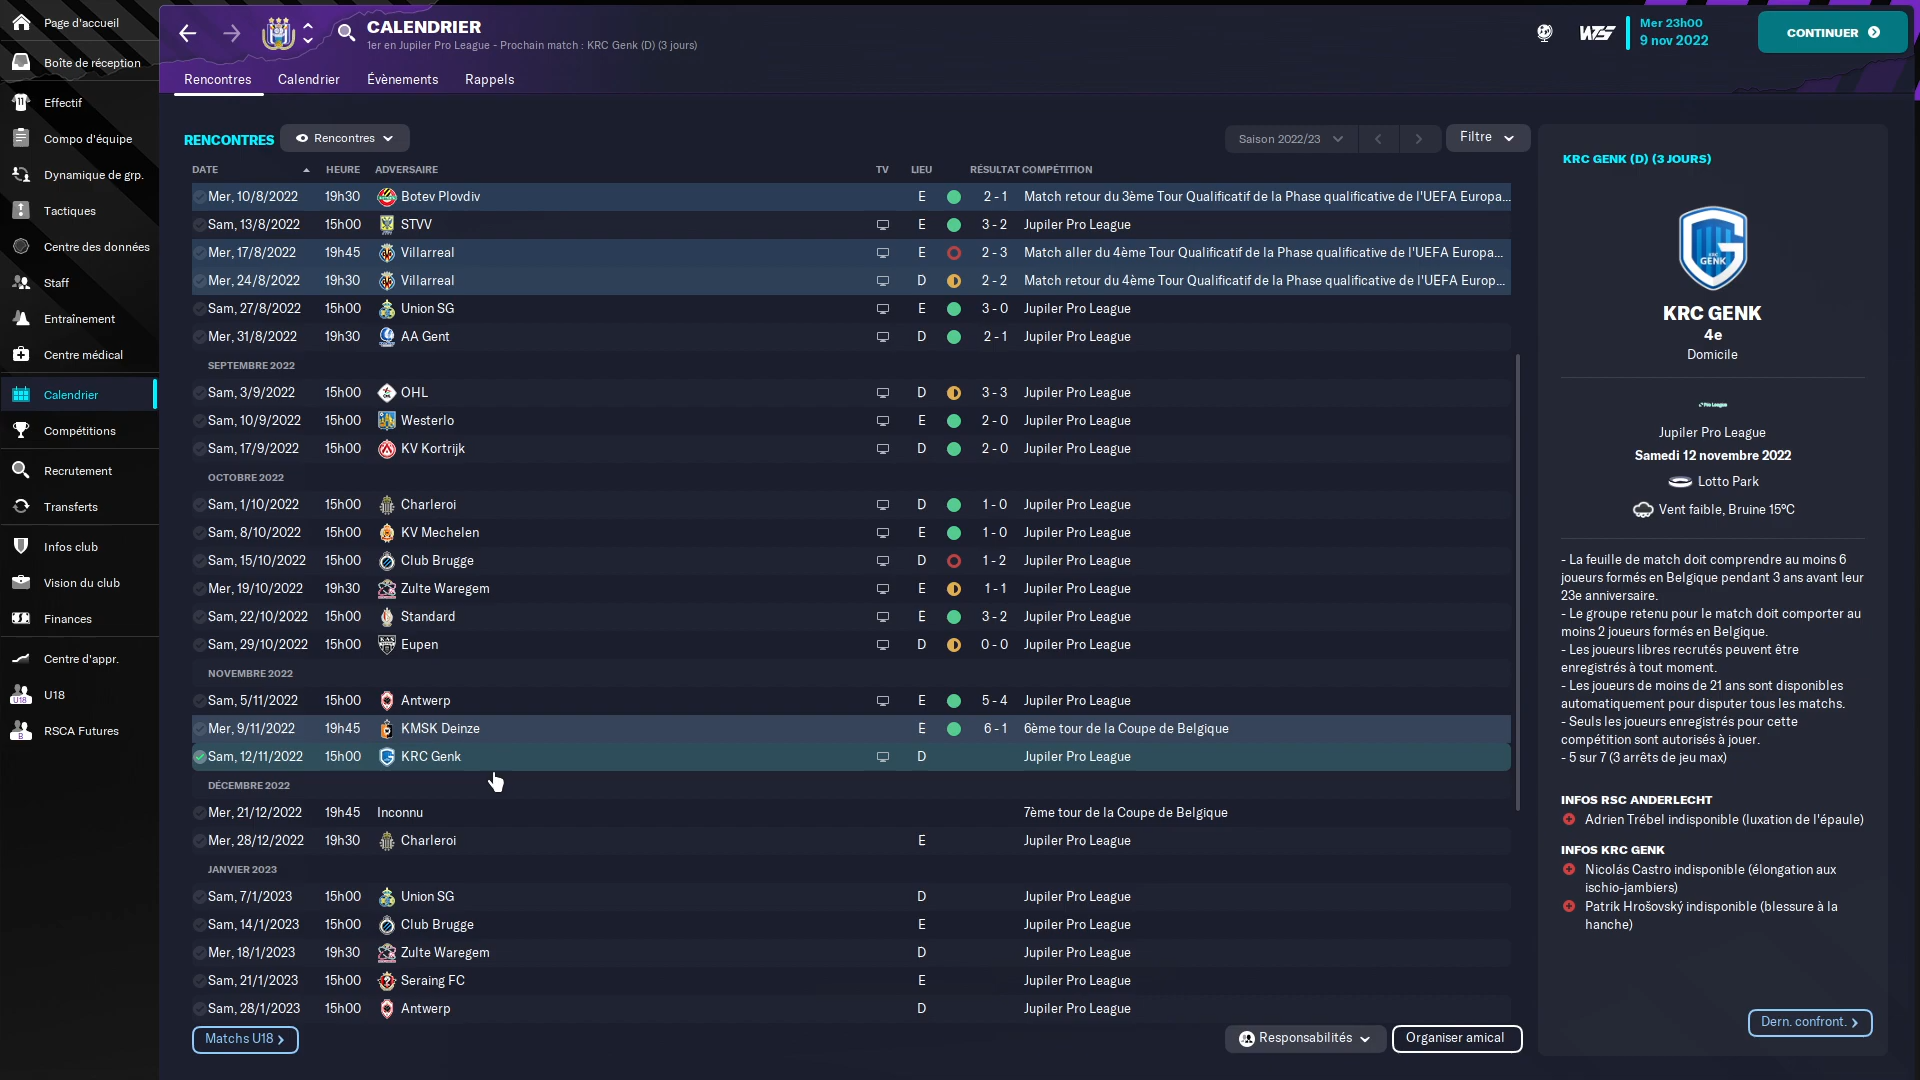 Page d'accueil
Boîte de réception
Effectif
Compo d'équipe
Dynamique de grp.
Tactiques
Centre des données
Staff
Entraînement
Centre médical
Calendrier
Compétitions
Recrutement
Transferts
Infos club
Vision du club
Finances
Centre d'appr.
U18
RSCA Futures
CALENDRIER
1er en Jupiler Pro League - Prochain match : KRC Genk (D) (3 jours)
Mer 23h00
9 nov 2022
CONTINUER
Rencontres Calendrier Évènements Rappels
RENCONTRES Rencontres Saison 2022/23 Filtre
DATE HEURE ADVERSAIRE TV LIEU RÉSULTAT COMPÉTITION
Mer, 10/8/2022 19h30 Botev Plovdiv E 2 - 1 Match retour du 3ème Tour Qualificatif de la Phase qualificative de l'UEFA Europa...
Sam, 13/8/2022 15h00 STVV E 3 - 2 Jupiler Pro League
Mer, 17/8/2022 19h45 Villarreal E 2 - 3 Match aller du 4ème Tour Qualificatif de la Phase qualificative de l'UEFA Europa...
Mer, 24/8/2022 19h30 Villarreal D 2 - 2 Match retour du 4ème Tour Qualificatif de la Phase qualificative de l'UEFA Europ...
Sam, 27/8/2022 15h00 Union SG E 3 - 0 Jupiler Pro League
Mer, 31/8/2022 19h30 AA Gent D 2 - 1 Jupiler Pro League
SEPTEMBRE 2022
Sam, 3/9/2022 15h00 OHL D 3 - 3 Jupiler Pro League
Sam, 10/9/2022 15h00 Westerlo E 2 - 0 Jupiler Pro League
Sam, 17/9/2022 15h00 KV Kortrijk D 2 - 0 Jupiler Pro League
OCTOBRE 2022
Sam, 1/10/2022 15h00 Charleroi D 1 - 0 Jupiler Pro League
Sam, 8/10/2022 15h00 KV Mechelen E 1 - 0 Jupiler Pro League
Sam, 15/10/2022 15h00 Club Brugge D 1 - 2 Jupiler Pro League
Mer, 19/10/2022 19h30 Zulte Waregem E 1 - 1 Jupiler Pro League
Sam, 22/10/2022 15h00 Standard E 3 - 2 Jupiler Pro League
Sam, 29/10/2022 15h00 Eupen D 0 - 0 Jupiler Pro League
NOVEMBRE 2022
Sam, 5/11/2022 15h00 Antwerp E 5 - 4 Jupiler Pro League
Mer, 9/11/2022 19h45 KMSK Deinze E 6 - 1 6ème tour de la Coupe de Belgique
Sam, 12/11/2022 15h00 KRC Genk D Jupiler Pro League
DÉCEMBRE 2022
Mer, 21/12/2022 19h45 Inconnu 7ème tour de la Coupe de Belgique
Mer, 28/12/2022 19h30 Charleroi E Jupiler Pro League
JANVIER 2023
Sam, 7/1/2023 15h00 Union SG D Jupiler Pro League
Sam, 14/1/2023 15h00 Club Brugge E Jupiler Pro League
Mer, 18/1/2023 19h30 Zulte Waregem D Jupiler Pro League
Sam, 21/1/2023 15h00 Seraing FC E Jupiler Pro League
Sam, 28/1/2023 15h00 Antwerp D Jupiler Pro League
Matchs U18 Responsabilités Organiser amical
KRC GENK (D) (3 JOURS)
GENK
KRC GENK
4e
Domicile
Pro League
Jupiler Pro League
Samedi 12 novembre 2022
Lotto Park
Vent faible, Bruine 15°C
- La feuille de match doit comprendre au moins 6
joueurs formés en Belgique pendant 3 ans avant leur
23e anniversaire.
- Le groupe retenu pour le match doit comporter au
moins 2 joueurs formés en Belgique.
- Les joueurs libres recrutés peuvent être
enregistrés à tout moment.
- Les joueurs de moins de 21 ans sont disponibles
automatiquement pour disputer tous les matchs.
- Seuls les joueurs enregistrés pour cette
compétition sont autorisés à jouer.
- 5 sur 7 (3 arrêts de jeu max)
INFOS RSC ANDERLECHT
Adrien Trébel indisponible (luxation de l'épaule)
INFOS KRC GENK
Nicolás Castro indisponible (élongation aux
ischio-jambiers)
Patrik Hrošovský indisponible (blessure à la
hanche)
Dern. confront.